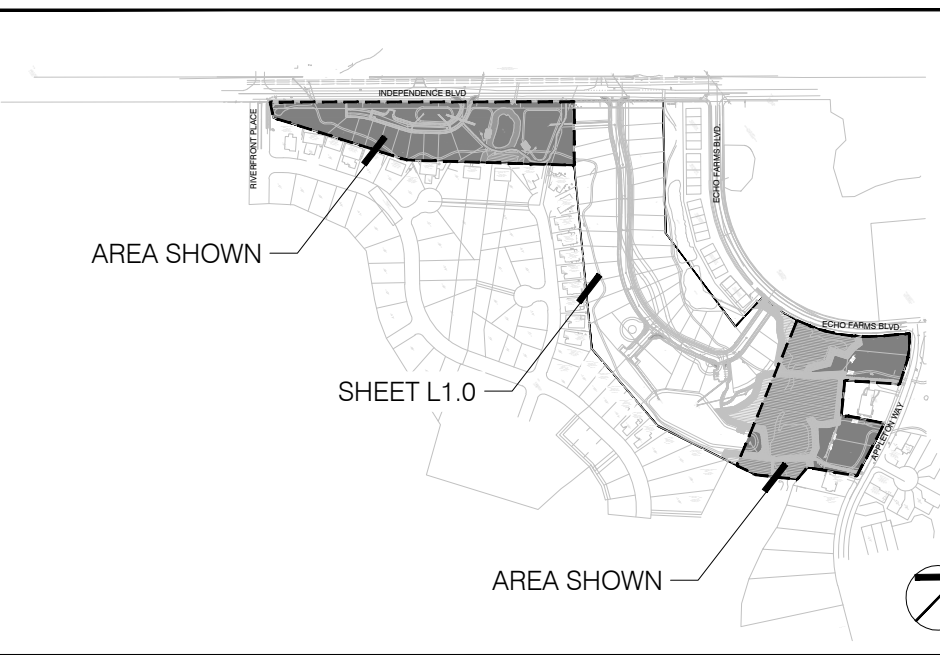 INDEPENDENCE BLVD
RIVERFRONT PLACE
ECHO FARMS BLVD.
AREA SHOWN
ECHO FARMS BLVD.
SHEET L1.0
APPLETON WAY
AREA SHOWN